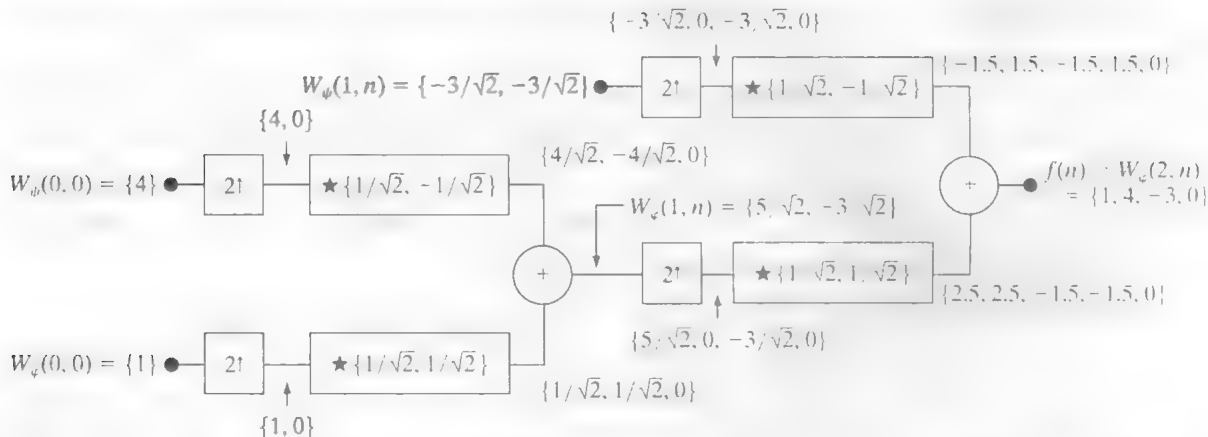 {-3/√2, 0, -3/√2, 0}
W_ψ(1, n) = {-3/√2, -3/√2}
2↑
★{1/√2, -1/√2}
{-1.5, 1.5, -1.5, 1.5, 0}
{4, 0}
W_ψ(0, 0) = {4}
2↑
★{1/√2, -1/√2}
{4/√2, -4/√2, 0}
+
f(n) W_φ(2, n)
= {1, 4, -3, 0}
W_φ(1, n) = {5/√2, -3/√2}
+
2↑
★{1/√2, 1/√2}
{2.5, 2.5, -1.5, -1.5, 0}
{5/√2, 0, -3/√2, 0}
W_φ(0, 0) = {1}
2↑
★{1/√2, 1/√2}
{1/√2, 1/√2, 0}
{1, 0}